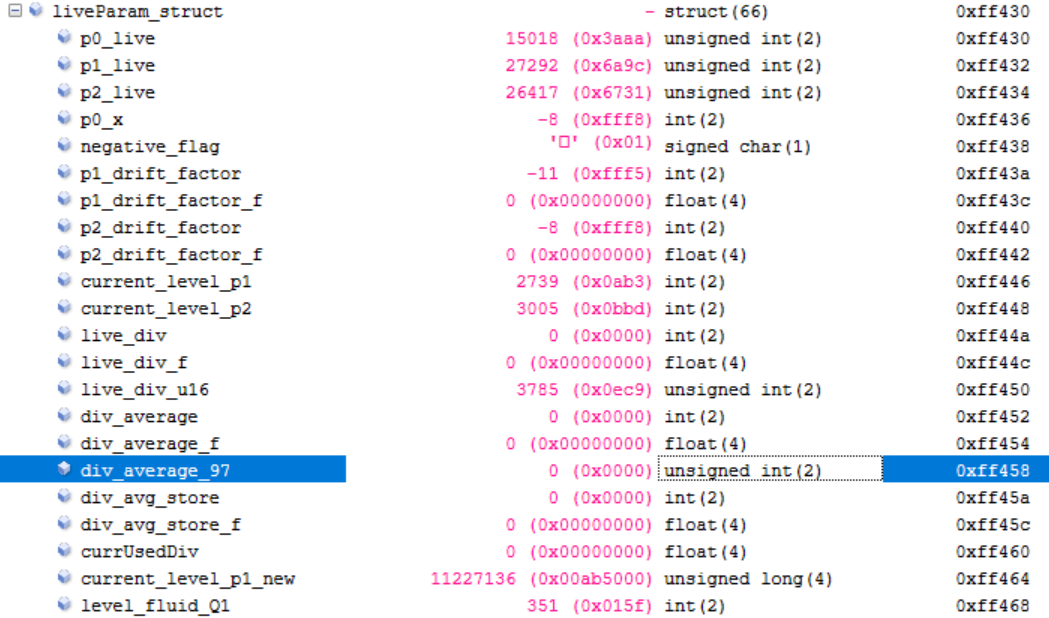 liveParam_struct - struct(66) 0xff430
p0_live 15018 (0x3aaa) unsigned int(2) 0xff430
p1_live 27292 (0x6a9c) unsigned int(2) 0xff432
p2_live 26417 (0x6731) unsigned int(2) 0xff434
p0_x -8 (0xfff8) int(2) 0xff436
negative_flag '□' (0x01) signed char(1) 0xff438
p1_drift_factor -11 (0xfff5) int(2) 0xff43a
p1_drift_factor_f 0 (0x00000000) float(4) 0xff43c
p2_drift_factor -8 (0xfff8) int(2) 0xff440
p2_drift_factor_f 0 (0x00000000) float(4) 0xff442
current_level_p1 2739 (0x0ab3) int(2) 0xff446
current_level_p2 3005 (0x0bbd) int(2) 0xff448
live_div 0 (0x0000) int(2) 0xff44a
live_div_f 0 (0x00000000) float(4) 0xff44c
live_div_u16 3785 (0x0ec9) unsigned int(2) 0xff450
div_average 0 (0x0000) int(2) 0xff452
div_average_f 0 (0x00000000) float(4) 0xff454
div_average_97 0 (0x0000) unsigned int(2) 0xff458
div_avg_store 0 (0x0000) int(2) 0xff45a
div_avg_store_f 0 (0x00000000) float(4) 0xff45c
currUsedDiv 0 (0x00000000) float(4) 0xff460
current_level_p1_new 11227136 (0x00ab5000) unsigned long(4) 0xff464
level_fluid_Q1 351 (0x015f) int(2) 0xff468